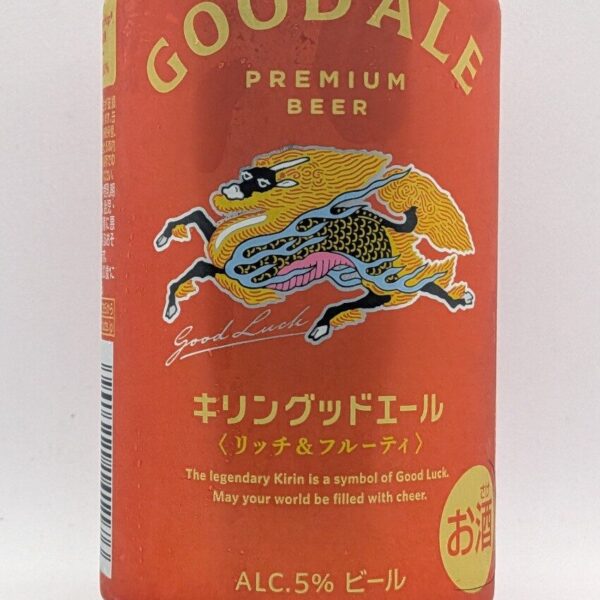 GOOD ALE
PREMIUM
BEER
Good Luck
キリングッドエール
〈リッチ&フルーティ〉
The legendary Kirin is a symbol of Good Luck.
May your world be filled with cheer.
さけ
お酒
ALC.5% ビール